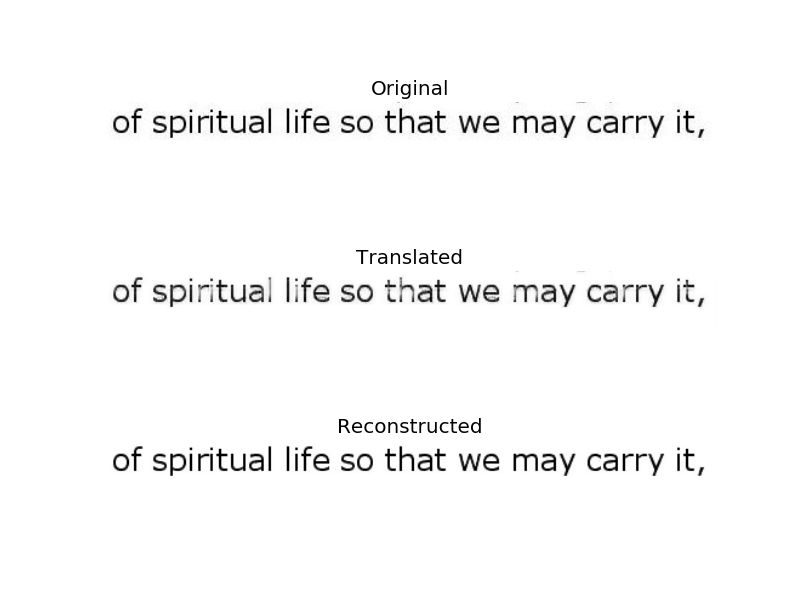 Original
of spiritual life so that we may carry it,
Translated
of spiritual life so that we may carry it,
Reconstructed
of spiritual life so that we may carry it,